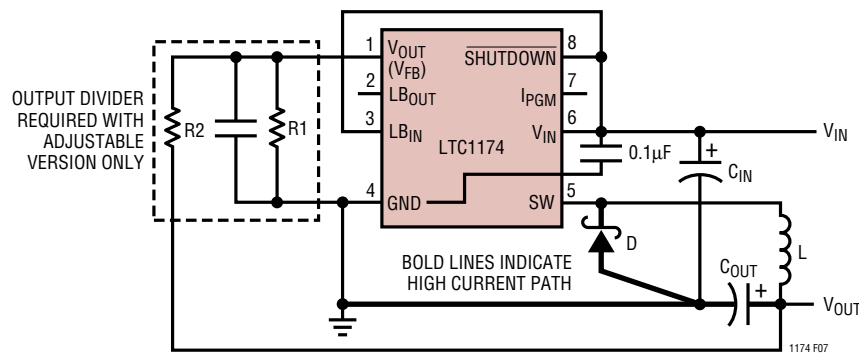 OUTPUT DIVIDER
REQUIRED WITH
ADJUSTABLE
VERSION ONLY
R2
R1
1
2
3
4
VOUT
(VFB)
LBOUT
LBIN
GND
LTC1174
SHUTDOWN
IPGM
VIN
SW
8
7
6
5
0.1µF
VIN
+
CIN
D
L
BOLD LINES INDICATE
HIGH CURRENT PATH
COUT
+
VOUT
1174 F07